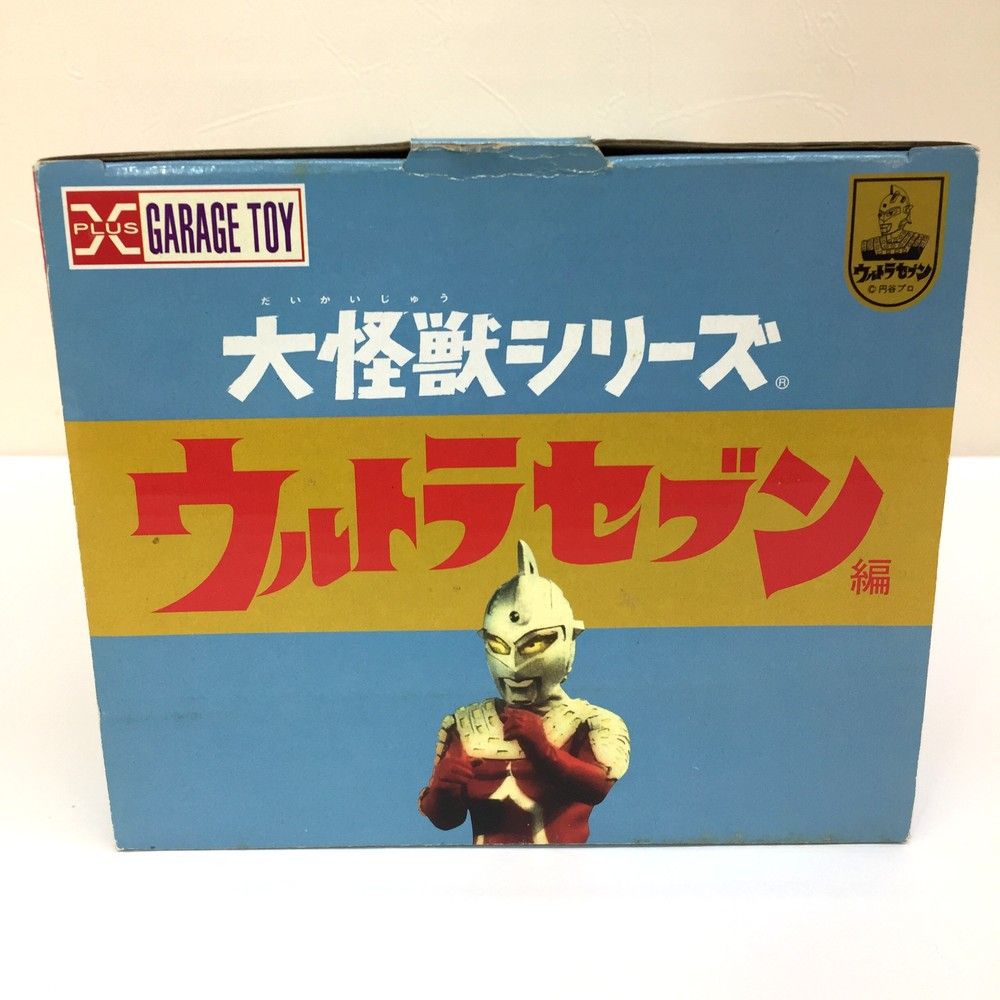 X PLUS GARAGE TOY
ウルトラセブン
©円谷プロ
だいかいじゅう
大怪獣シリーズ®
ウルトラセブン編